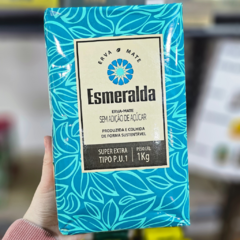 ERVA MATE
Esmeralda
ERVA-MATE
SEM ADIÇÃO DE AÇÚCAR
PRODUZIDA E COLHIDA
DE FORMA SUSTENTÁVEL
SUPER EXTRA
TIPO P.U.1
PESO LÍQ.
1Kg